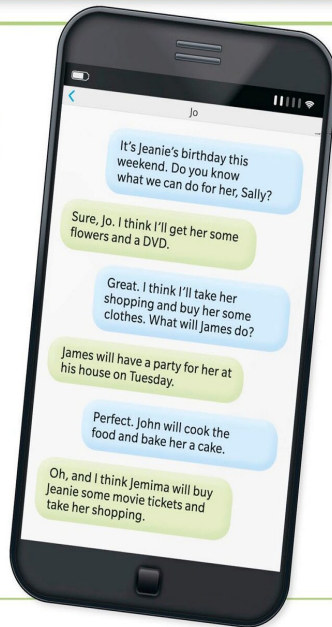 Jo
It's Jeanie's birthday this
weekend. Do you know
what we can do for her, Sally?
Sure, Jo. I think I'll get her some
flowers and a DVD.
Great. I think I'll take her
shopping and buy her some
clothes. What will James do?
James will have a party for her at
his house on Tuesday.
Perfect. John will cook the
food and bake her a cake.
Oh, and I think Jemima will buy
Jeanie some movie tickets and
take her shopping.